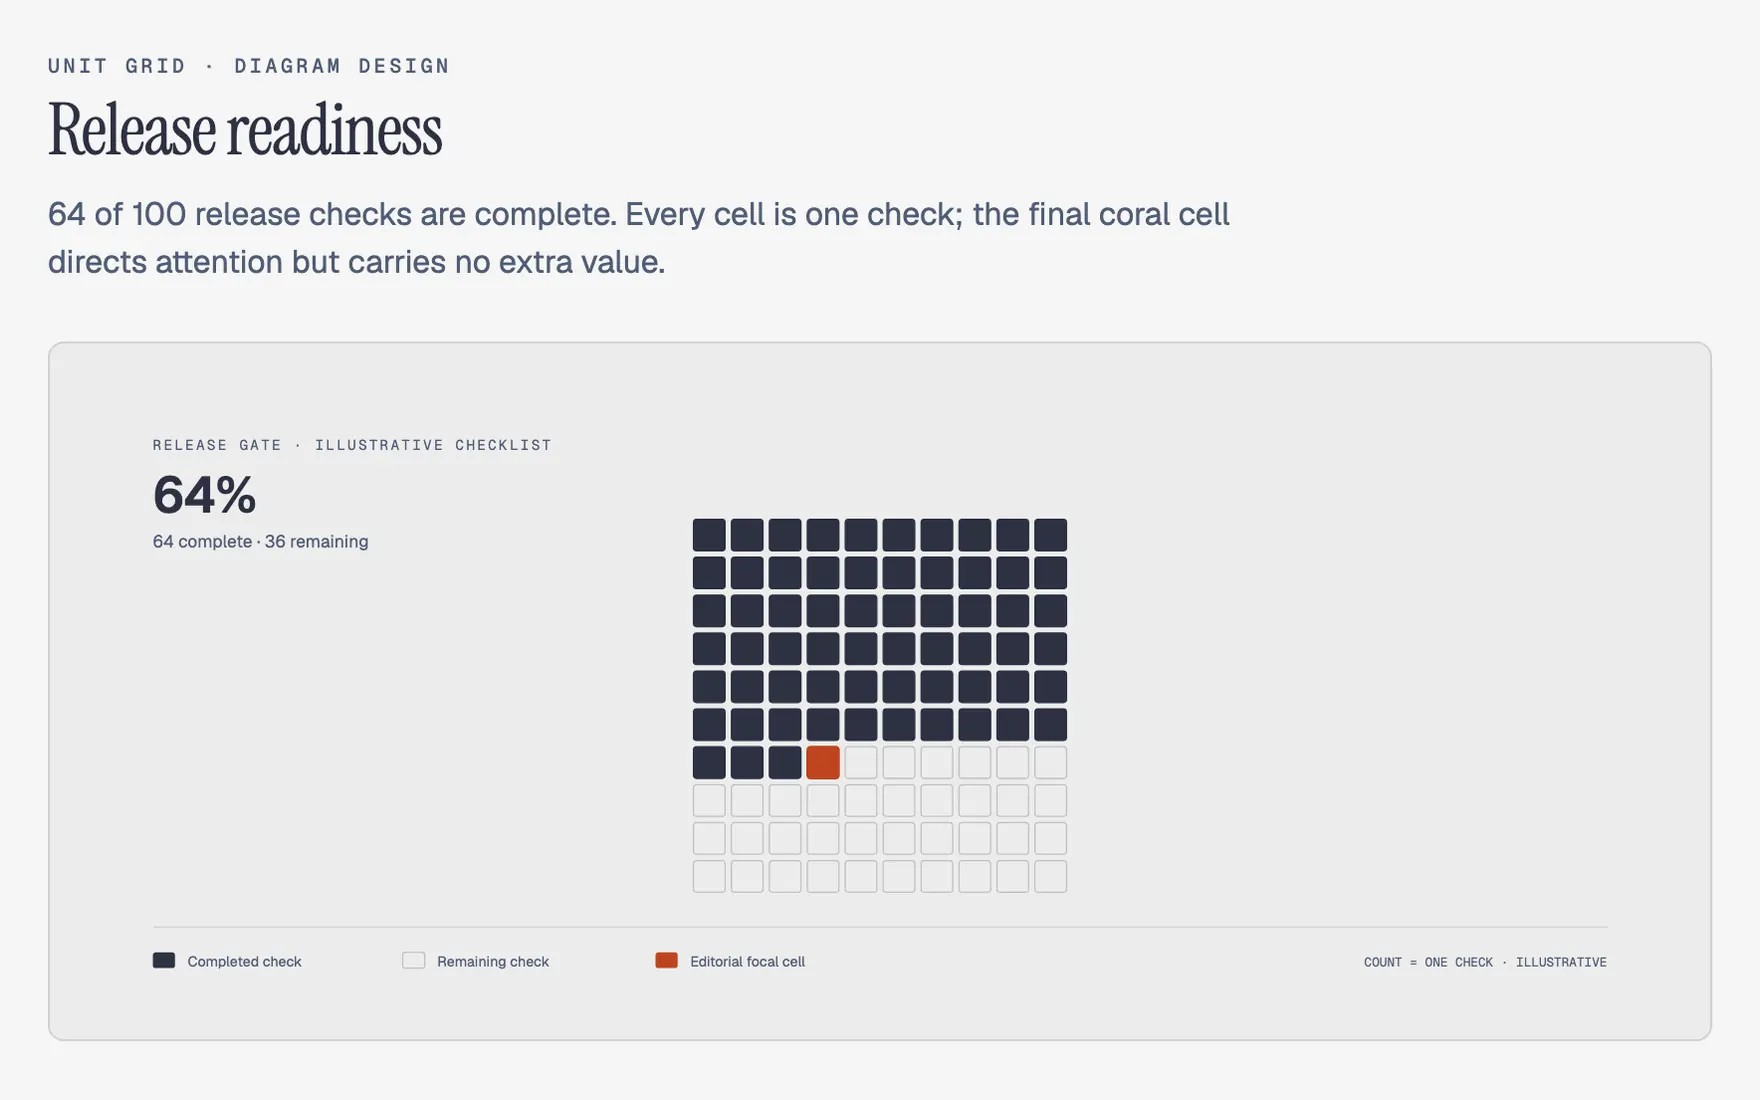 UNIT GRID · DIAGRAM DESIGN
Release readiness
64 of 100 release checks are complete. Every cell is one check; the final coral cell
directs attention but carries no extra value.
RELEASE GATE · ILLUSTRATIVE CHECKLIST
64%
64 complete · 36 remaining
Completed check
Remaining check
Editorial focal cell
COUNT = ONE CHECK · ILLUSTRATIVE